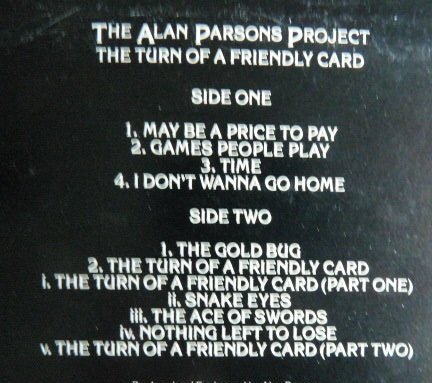 THE ALAN PARSONS PROJECT
THE TURN OF A FRIENDLY CARD
SIDE ONE
1. MAY BE A PRICE TO PAY
2. GAMES PEOPLE PLAY
3. TIME
4. I DON'T WANNA GO HOME
SIDE TWO
1. THE GOLD BUG
2. THE TURN OF A FRIENDLY CARD
i. THE TURN OF A FRIENDLY CARD (PART ONE)
ii. SNAKE EYES
iii. THE ACE OF SWORDS
iv. NOTHING LEFT TO LOSE
v. THE TURN OF A FRIENDLY CARD (PART TWO)